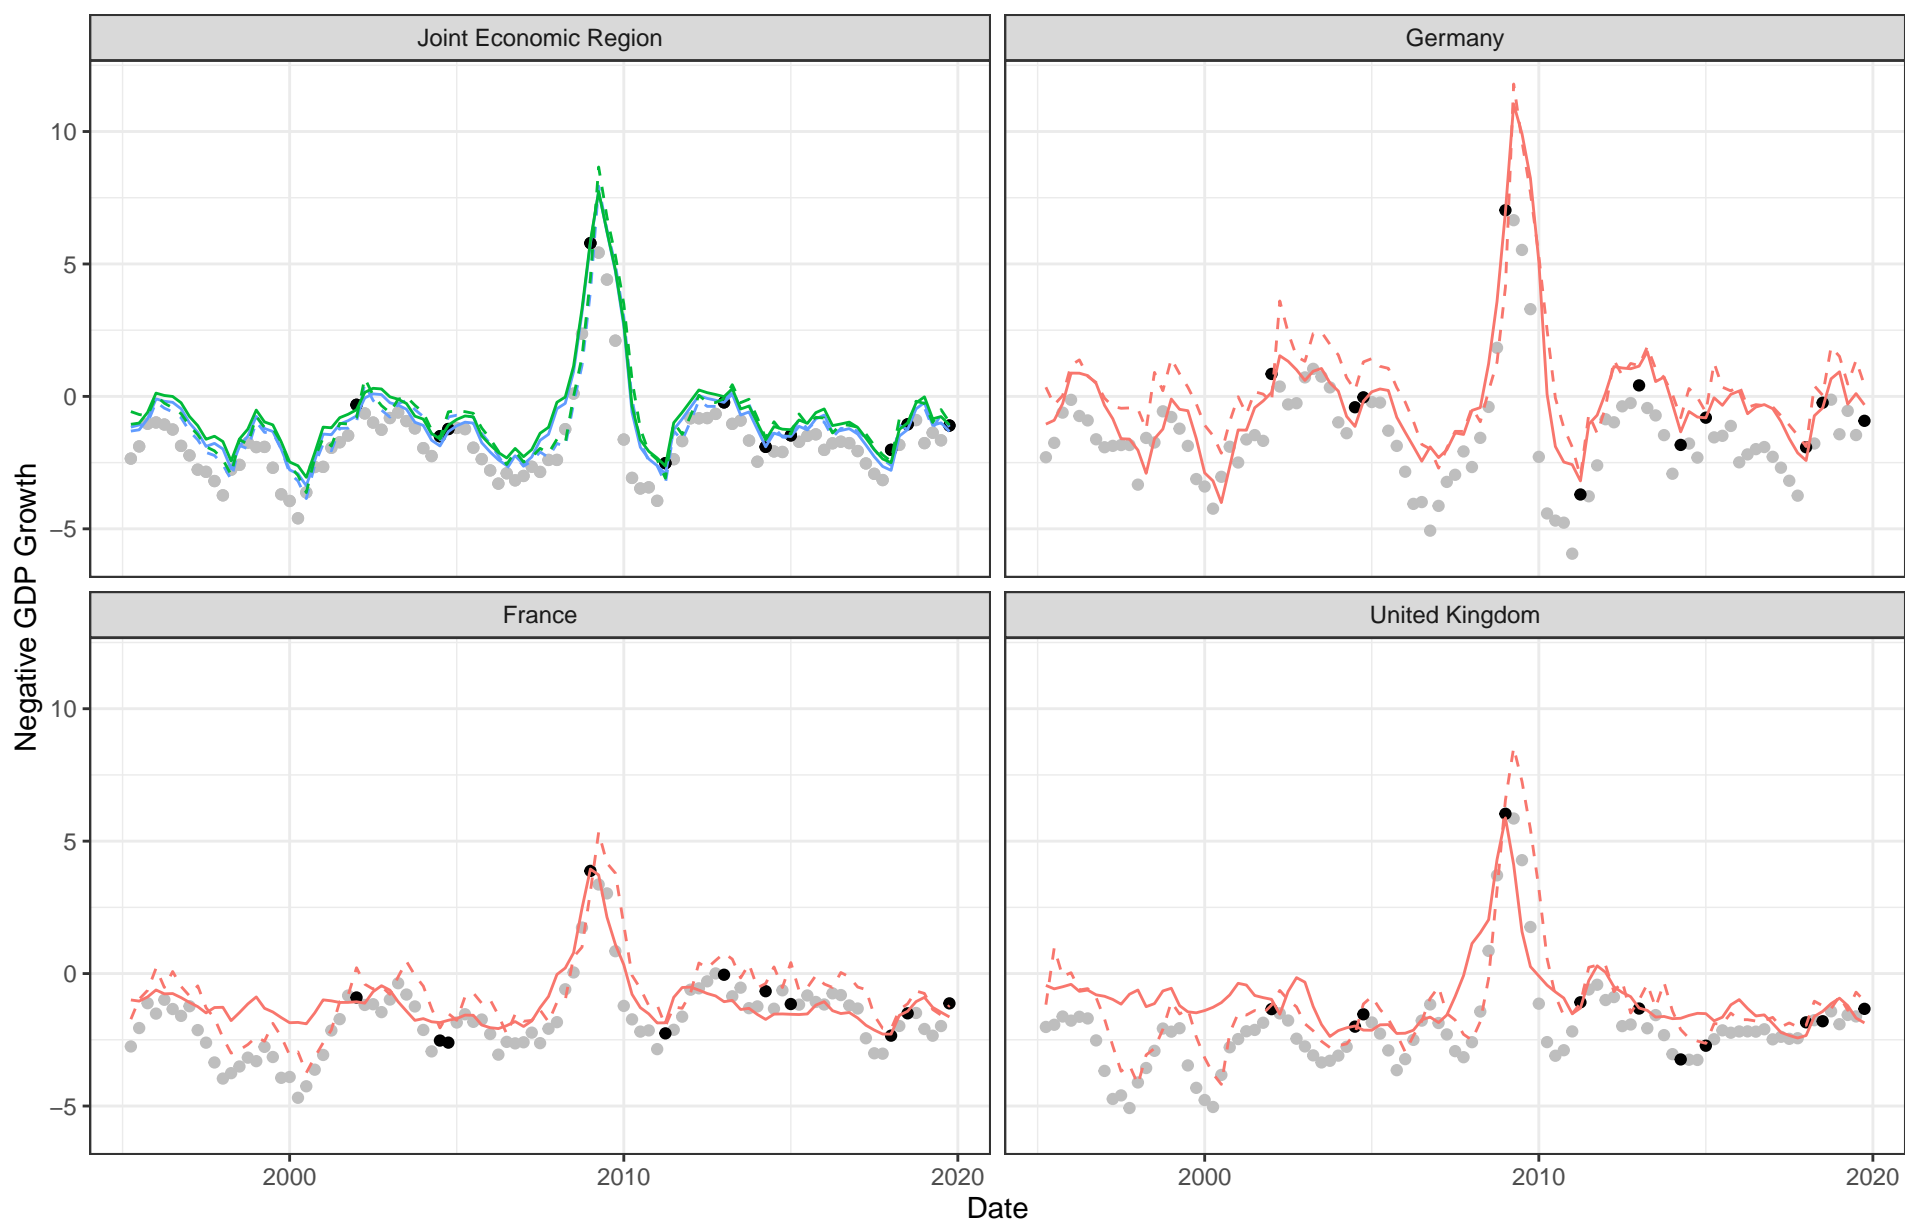 Joint Economic Region
Germany
10
5
0
−5
France
United Kingdom
10
5
0
−5
Negative GDP Growth
2000
2010
2020
2000
2010
2020
Date